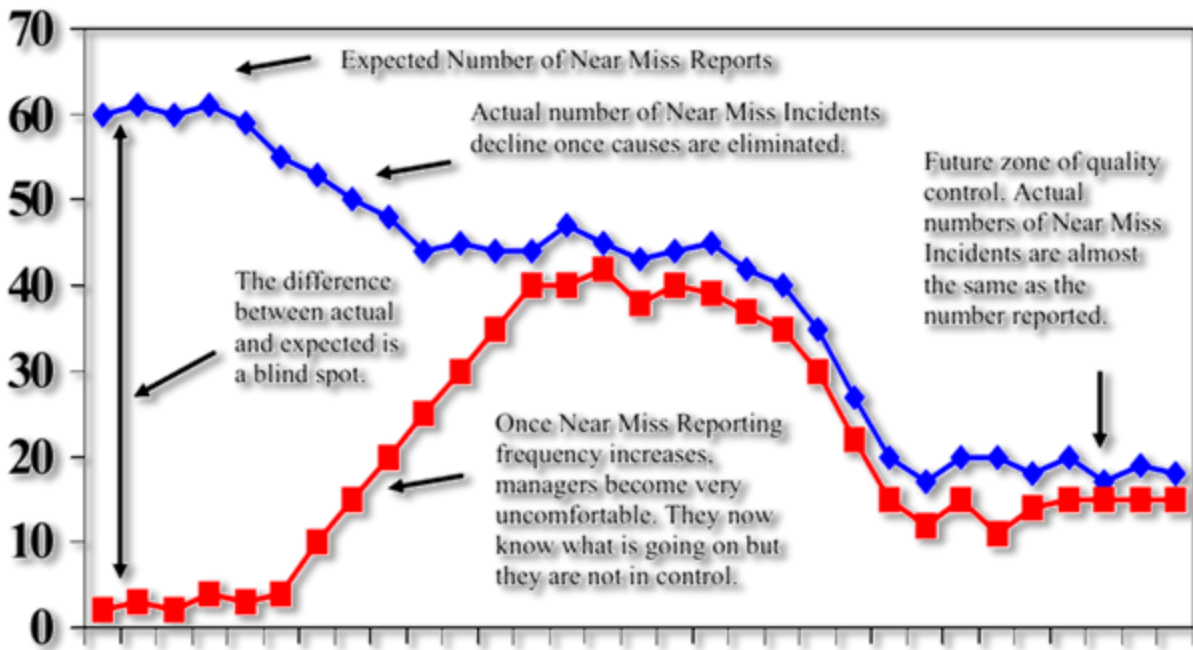 70
60
50
40
30
20
10
0
Expected Number of Near Miss Reports
Actual number of Near Miss Incidents
decline once causes are eliminated.
Future zone of quality
control. Actual
numbers of Near Miss
Incidents are almost
the same as the
number reported.
The difference
between actual
and expected is
a blind spot.
Once Near Miss Reporting
frequency increases,
managers become very
uncomfortable. They now
know what is going on but
they are not in control.